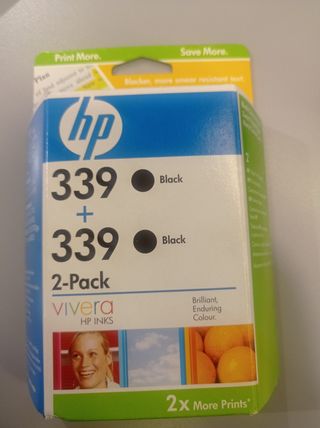 Print More.
Save More.
Plan
Blacker, more smear resistant text.
hp
339 Black
+
339 Black
2-Pack
vivera
HP INKS
Brilliant,
Enduring
Colour.
2x More Prints*